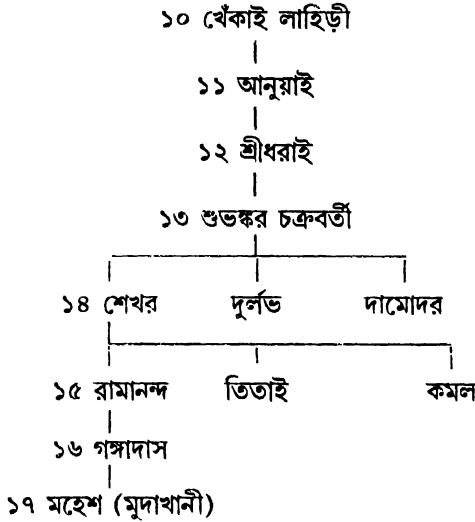 ১০ খেঁকাই লাহিড়ী
১১ আনুয়াই
১২ শ্রীধরাই
১৩ শুভঙ্কর চক্রবর্তী
১৪ শেখর দুর্লভ দামোদর
১৫ রামানন্দ তিতাই কমল
১৬ গঙ্গাদাস
১৭ মহেশ (মুদাখানী)